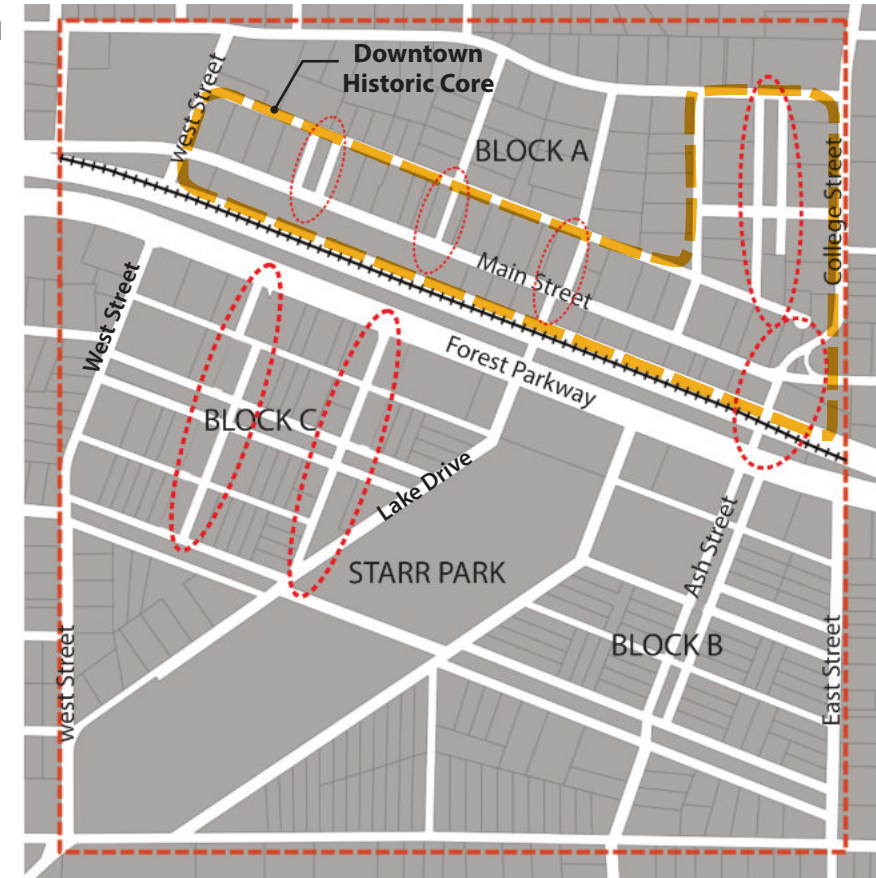 Downtown
Historic Core
west Street
BLOCK A
College Street
Main Street
West Street
Forest Parkway
BLOCK C
Lake Drive
Ash Street
STARR PARK
BLOCK B
west Street
East Street